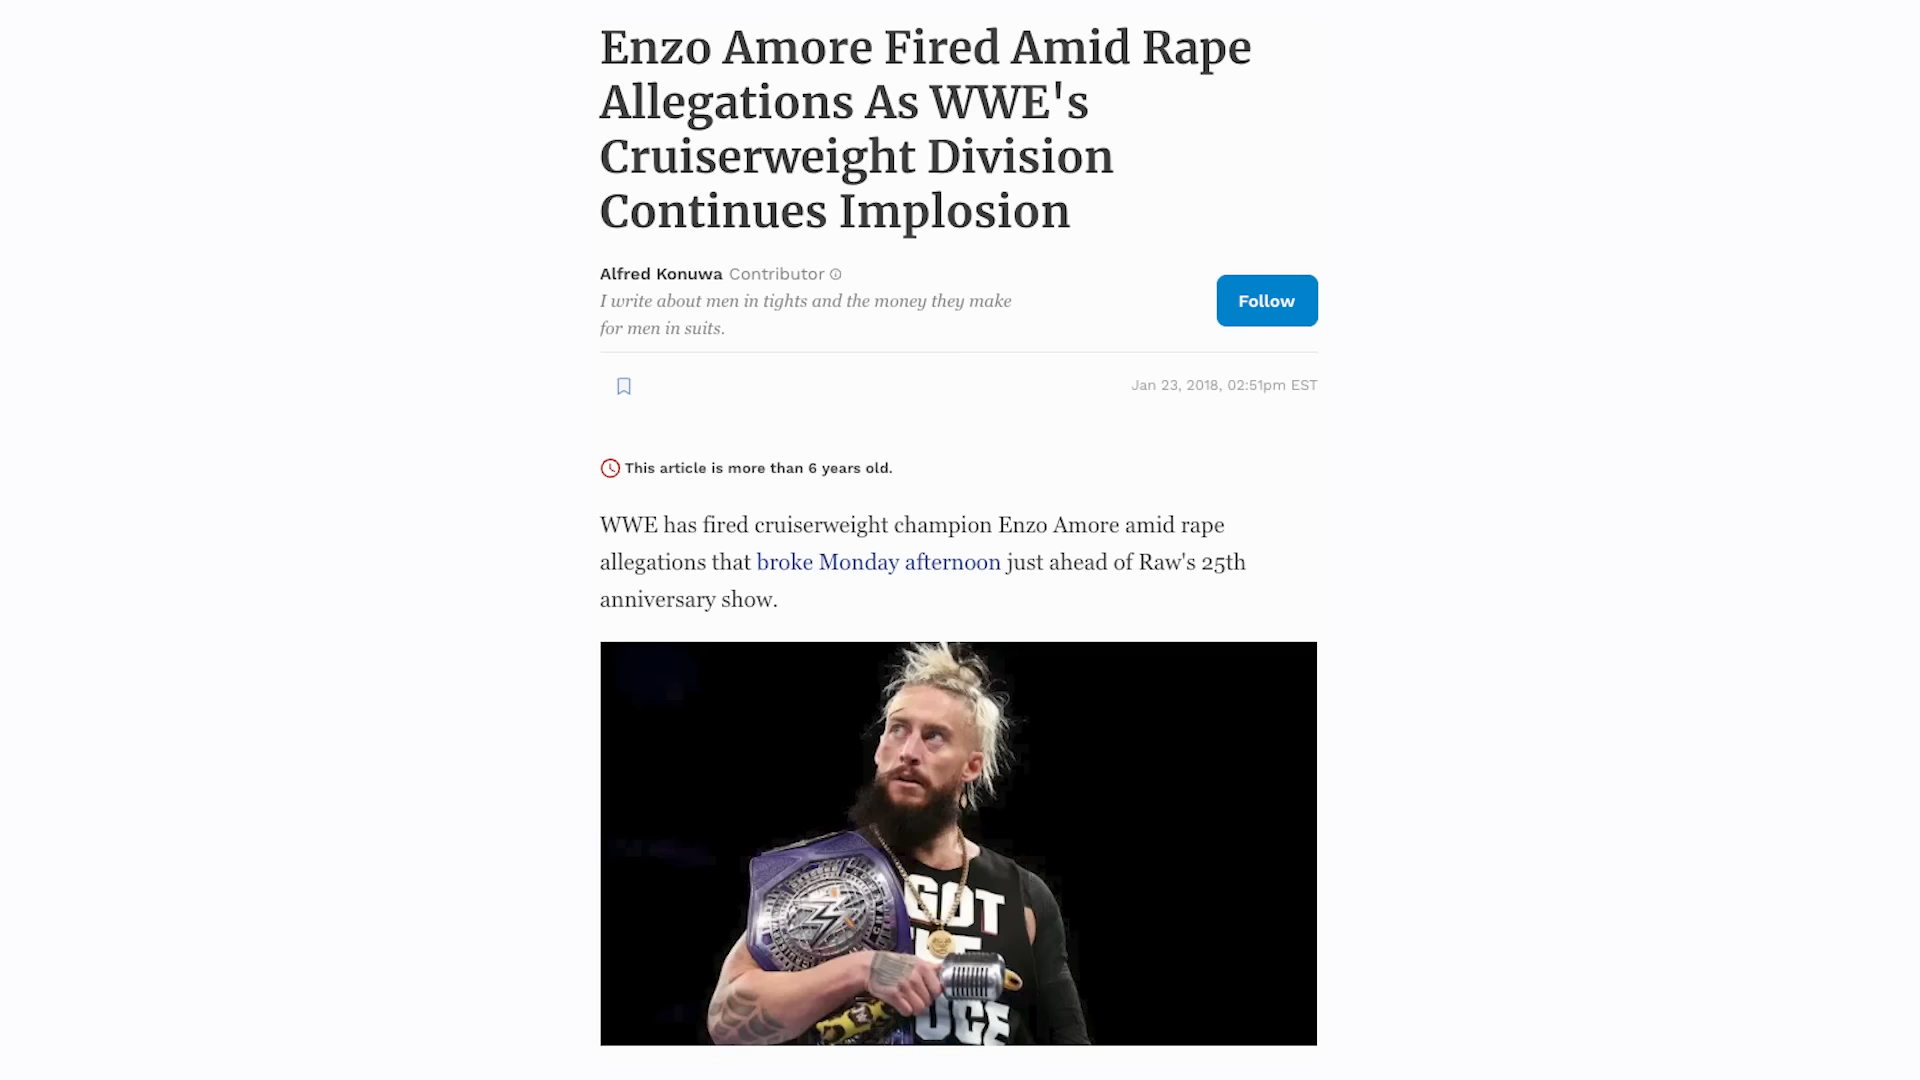 Enzo Amore Fired Amid Rape
Allegations As WWE's
Cruiserweight Division
Continues Implosion
Alfred Konuwa Contributor
I write about men in tights and the money they make
for men in suits.
Follow
Jan 23, 2018, 02:51pm EST
This article is more than 6 years old.
WWE has fired cruiserweight champion Enzo Amore amid rape
allegations that broke Monday afternoon just ahead of Raw's 25th
anniversary show.
GOT